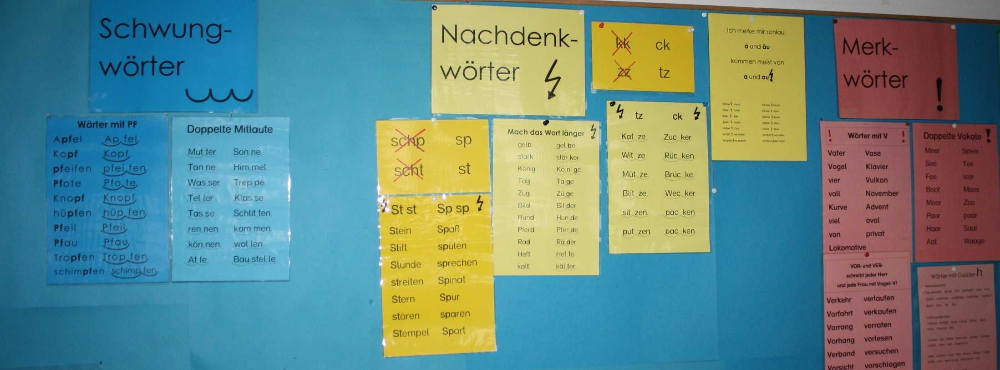 Schwung-
wörter
Wörter mit PF
Apfel Ap fel
Kopf Kopf
pfeifen pfei fen
Pfote Pfo te
Knopf Knopf
hüpfen hüp fen
Pfeil Pfeil
Pfau Pfau
Tropfen Trop fen
schimpfen schimp fen
Doppelte Mitlaute
Mut ter Son ne
Tan ne Him mel
Was ser Trep pe
Tel ler Klas se
Tas se Schlit ten
ren nen kom men
kön nen wol len
Af fe Bau stel le
Nachdenk-
wörter
schp sp
scht st
St st Sp sp
Stein Spaß
Stift spülen
Stunde sprechen
streiten Spinat
Stern Spur
stören sparen
Stempel Sport
Mach das Wort länger
gelb gel be
stark stär ker
König Kö ni ge
Tag Ta ge
Zug Zü ge
Bild Bil der
Hund Hun de
Pferd Pfer de
Rad Rä der
Heft Hef te
kalt käl ter
kk ck
zz tz
tz ck
Kat ze Zuc ker
Wit ze Rüc ken
Müt ze Brüc ke
Blit ze Wec ker
sit zen pac ken
put zen bac ken
Ich merke mir schlau,
ä und äu
kommen meist von
a und au!
Merk-
wörter !
! Wörter mit V !
Vater Vase
Vogel Klavier
vier Vulkan
voll November
Kurve Advent
viel oval
von privat
Lokomotive
VOR- und VER-
schreibt jeder Herr
und jede Frau mit Vogel- V!
Verkehr verlaufen
Vorfahrt verkaufen
Vorrang verraten
Vorhang vorlesen
Verband versuchen
Vorsicht vorschlagen
Doppelte Vokale !
Meer Speer
See Tee
Fee leer
Boot Moos
Moor Zoo
Paar paar
Haar Saal
Aal Waage
Wörter mit Geister-h